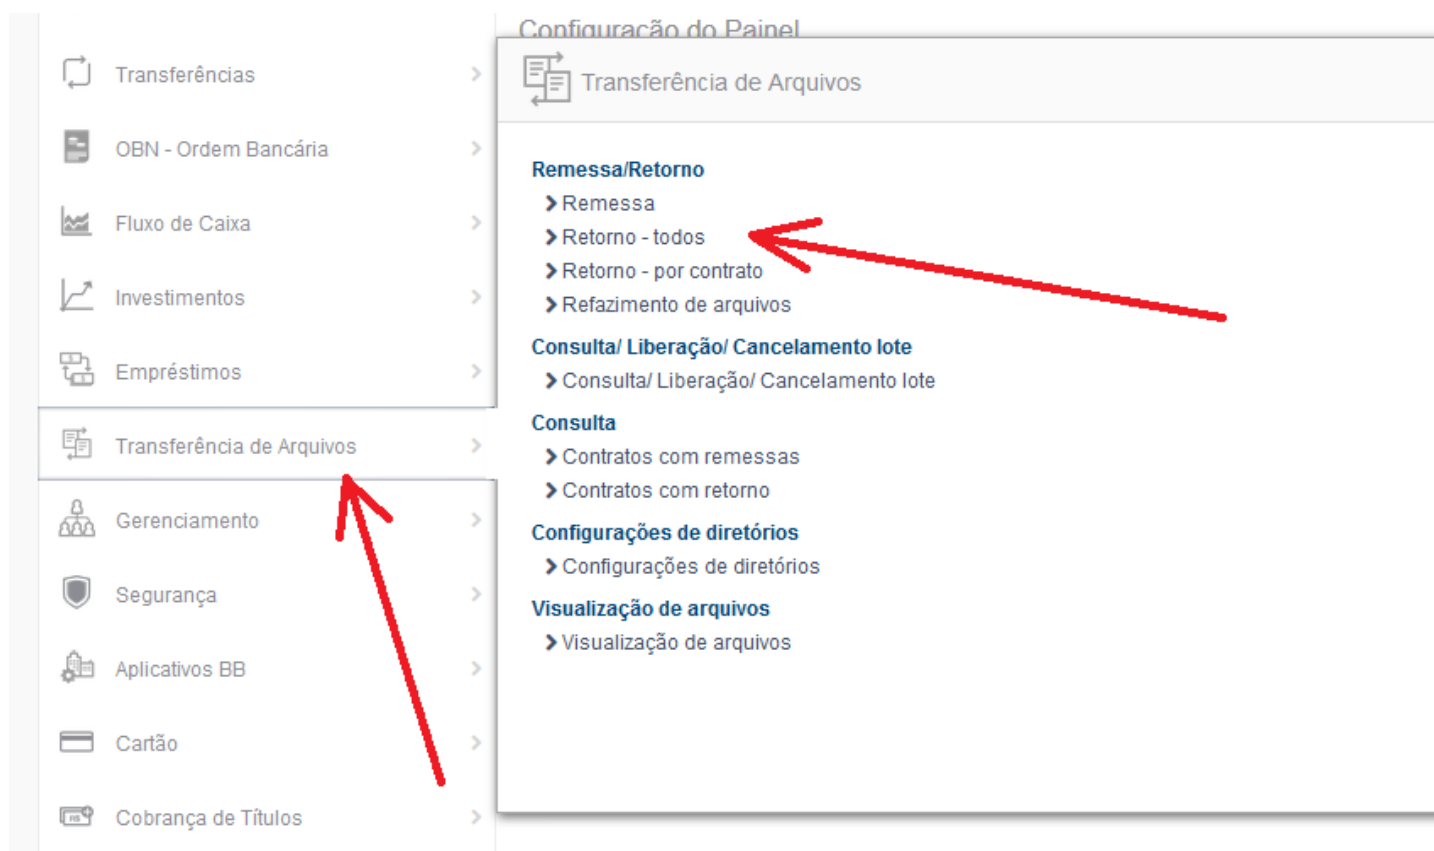 Configuração do Painel
Transferências
OBN - Ordem Bancária
Fluxo de Caixa
Investimentos
Empréstimos
Transferência de Arquivos
Gerenciamento
Segurança
Aplicativos BB
Cartão
Cobrança de Títulos
Transferência de Arquivos
Remessa/Retorno
Remessa
Retorno - todos
Retorno - por contrato
Refazimento de arquivos
Consulta/ Liberação/ Cancelamento lote
Consulta/ Liberação/ Cancelamento lote
Consulta
Contratos com remessas
Contratos com retorno
Configurações de diretórios
Configurações de diretórios
Visualização de arquivos
Visualização de arquivos